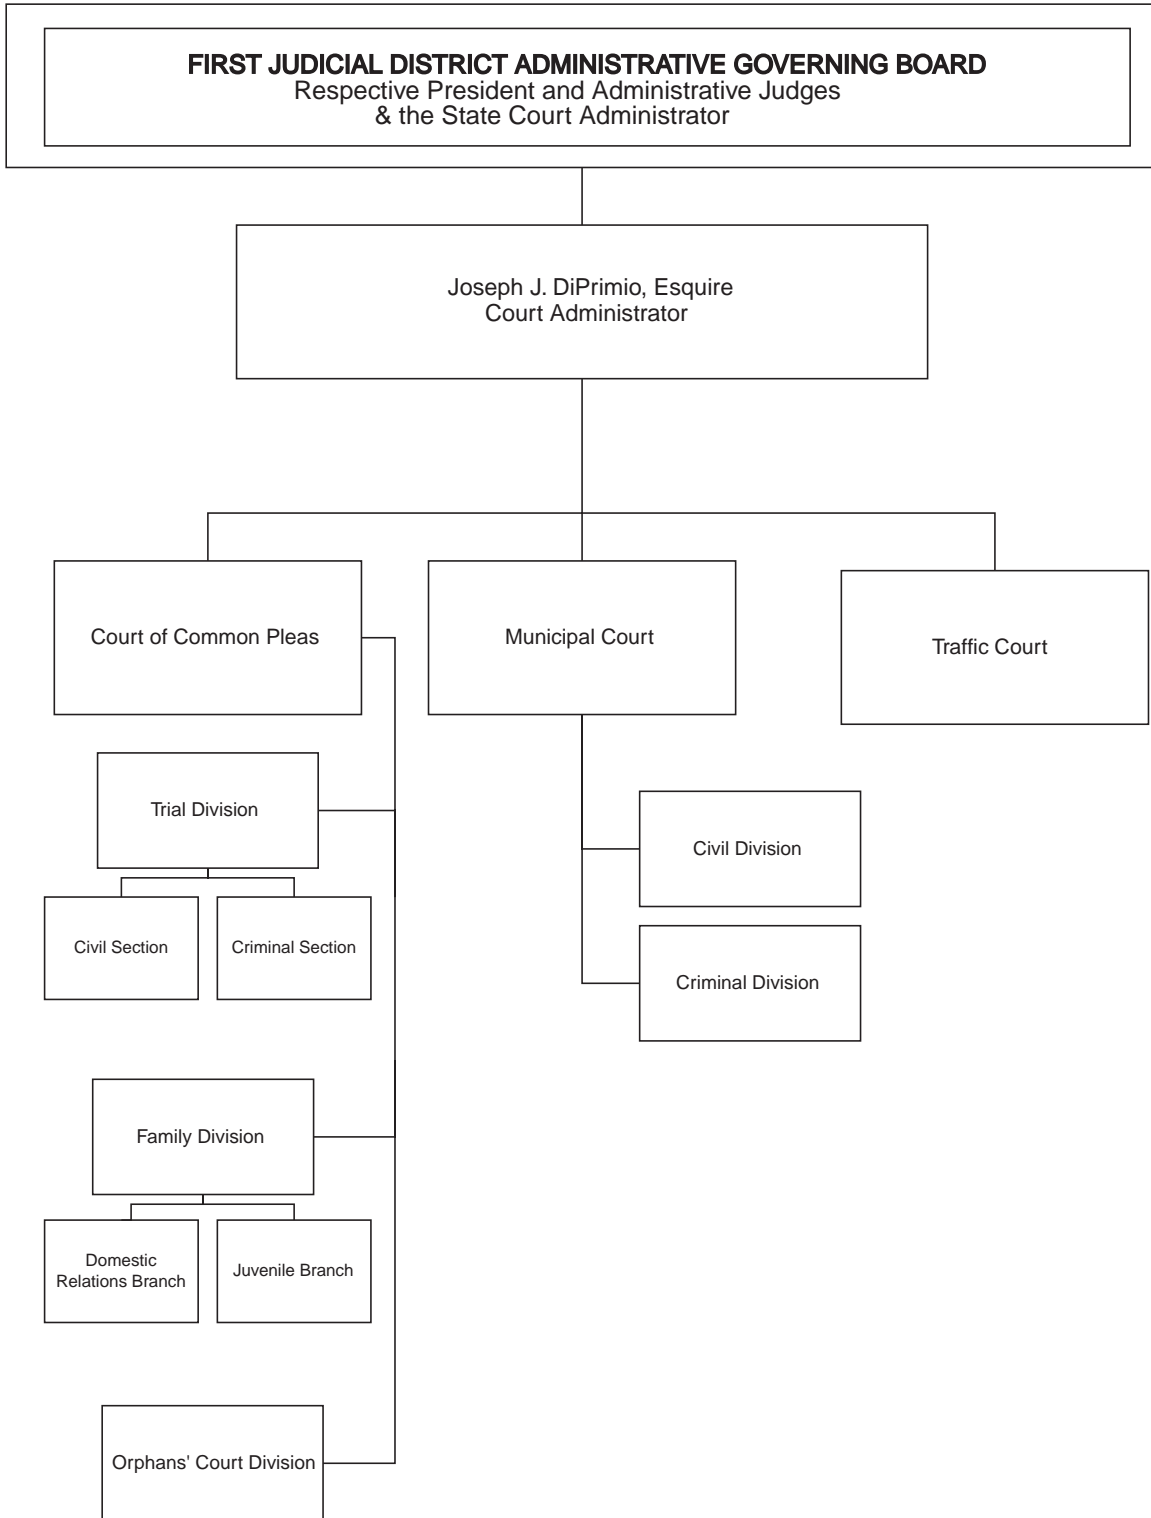 FIRST JUDICIAL DISTRICT ADMINISTRATIVE GOVERNING BOARD
Respective President and Administrative Judges
& the State Court Administrator
Joseph J. DiPrimio, Esquire
Court Administrator
Court of Common Pleas
Municipal Court
Traffic Court
Trial Division
Civil Section
Criminal Section
Civil Division
Criminal Division
Family Division
Domestic
Relations Branch
Juvenile Branch
Orphans' Court Division